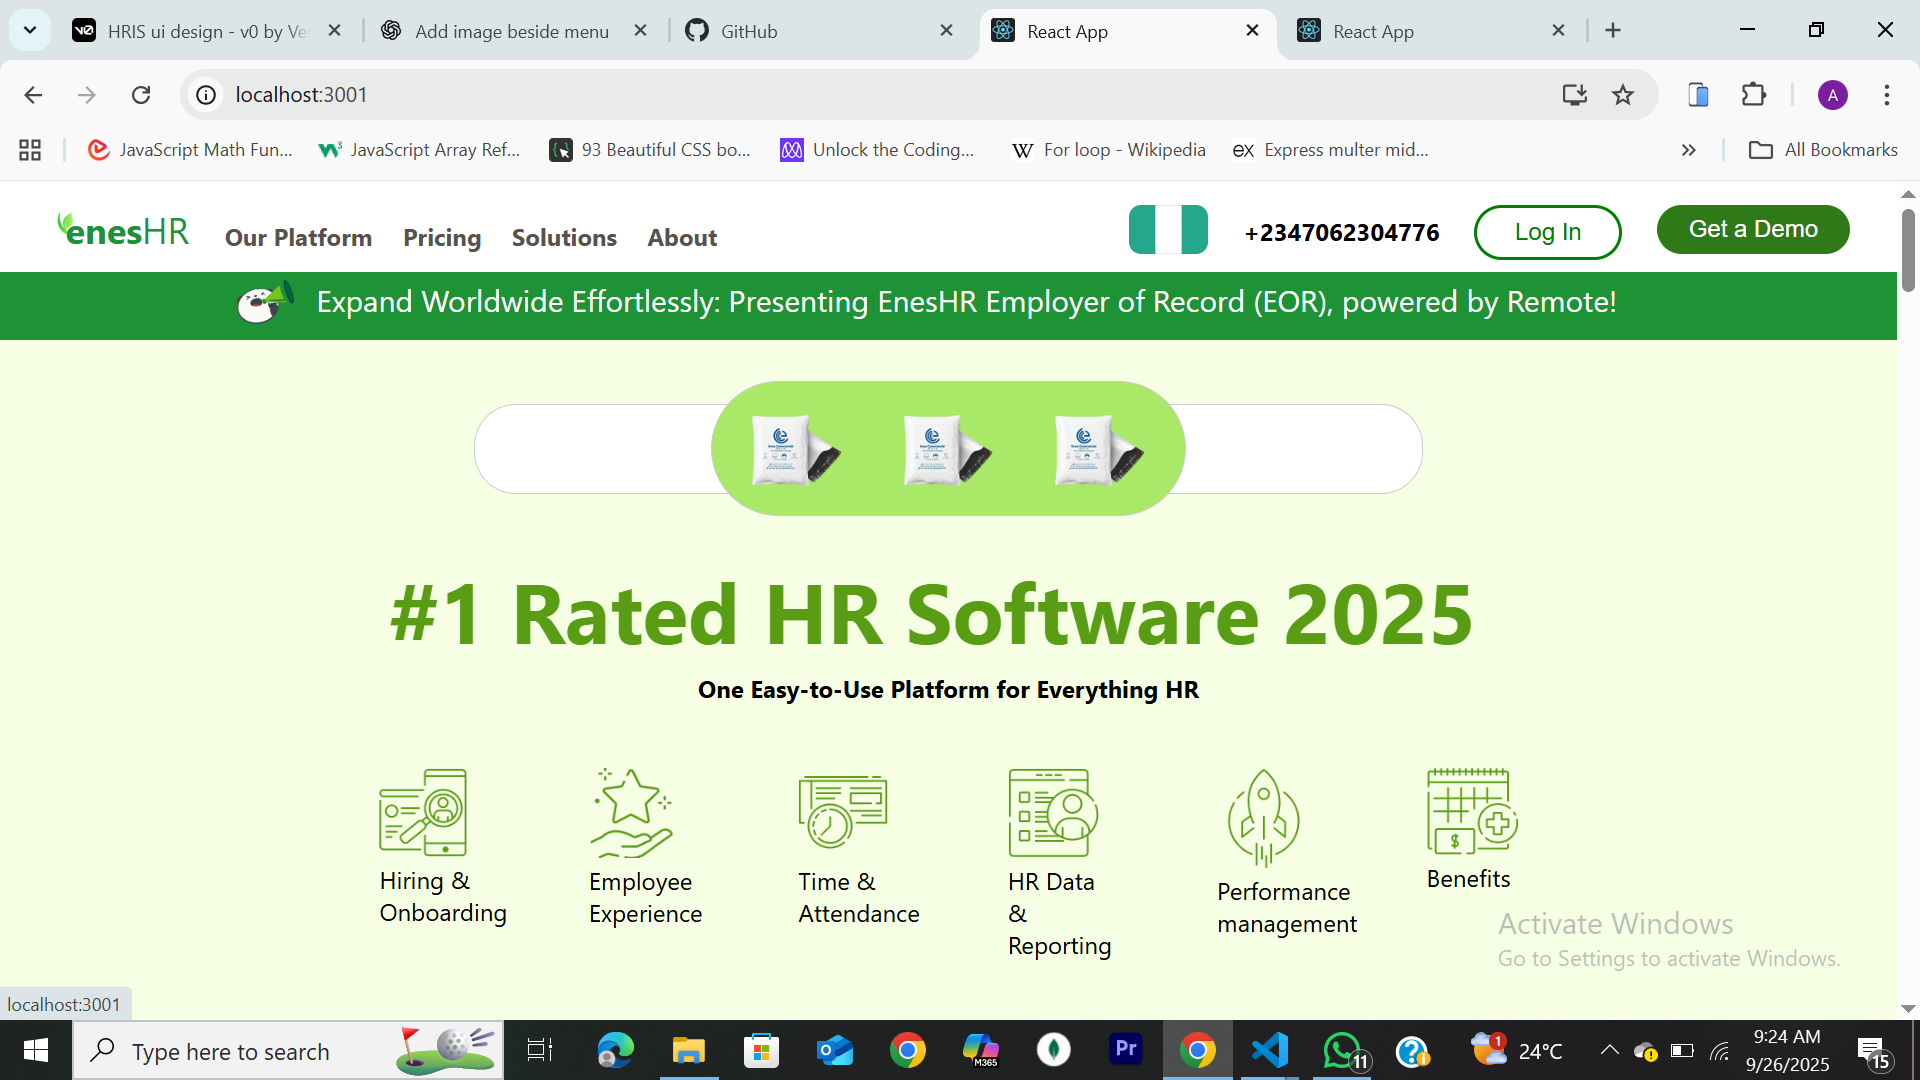 HRIS ui design - v0 by Ve
Add image beside menu
GitHub
React App
React App
localhost:3001
A
JavaScript Math Fun...
JavaScript Array Ref...
93 Beautiful CSS bo...
Unlock the Coding...
For loop - Wikipedia
Express multer mid...
All Bookmarks
enesHR
Our Platform
Pricing
Solutions
About
+2347062304776
Log In
Get a Demo
Expand Worldwide Effortlessly: Presenting EnesHR Employer of Record (EOR), powered by Remote!
#1 Rated HR Software 2025
One Easy-to-Use Platform for Everything HR
Hiring &
Onboarding
Employee
Experience
Time &
Attendance
HR Data
&
Reporting
Performance
management
Benefits
Activate Windows
Go to Settings to activate Windows.
localhost:3001
Type here to search
M365
Pr
11
1
24°C
9:24 AM
9/26/2025
15